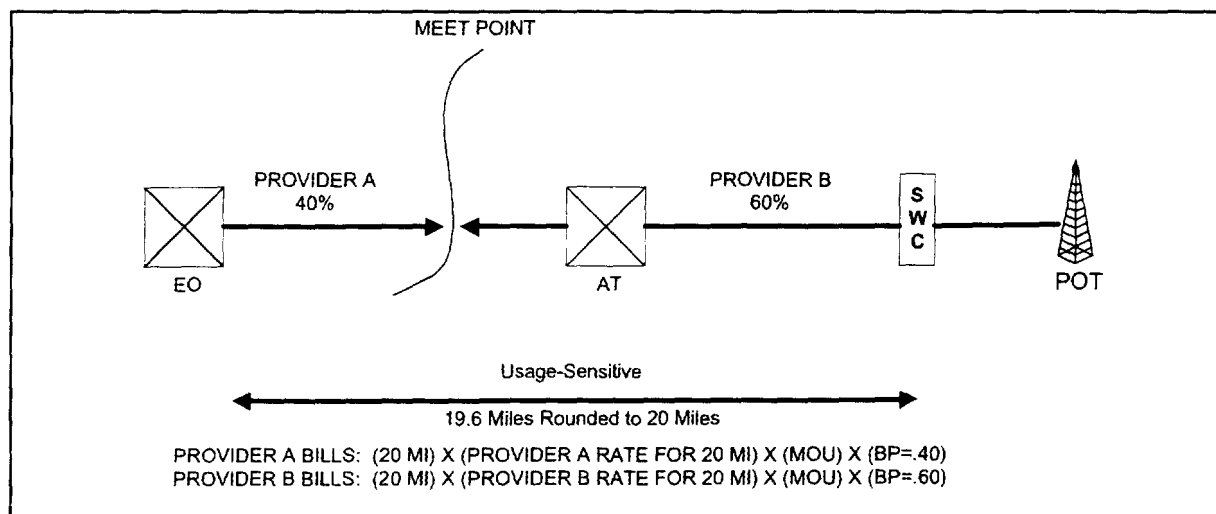 MEET POINT
PROVIDER A
40%
PROVIDER B
60%
SWC
EO
AT
POT
Usage-Sensitive
19.6 Miles Rounded to 20 Miles
PROVIDER A BILLS: (20 MI) X (PROVIDER A RATE FOR 20 MI) X (MOU) X (BP=.40)
PROVIDER B BILLS: (20 MI) X (PROVIDER B RATE FOR 20 MI) X (MOU) X (BP=.60)